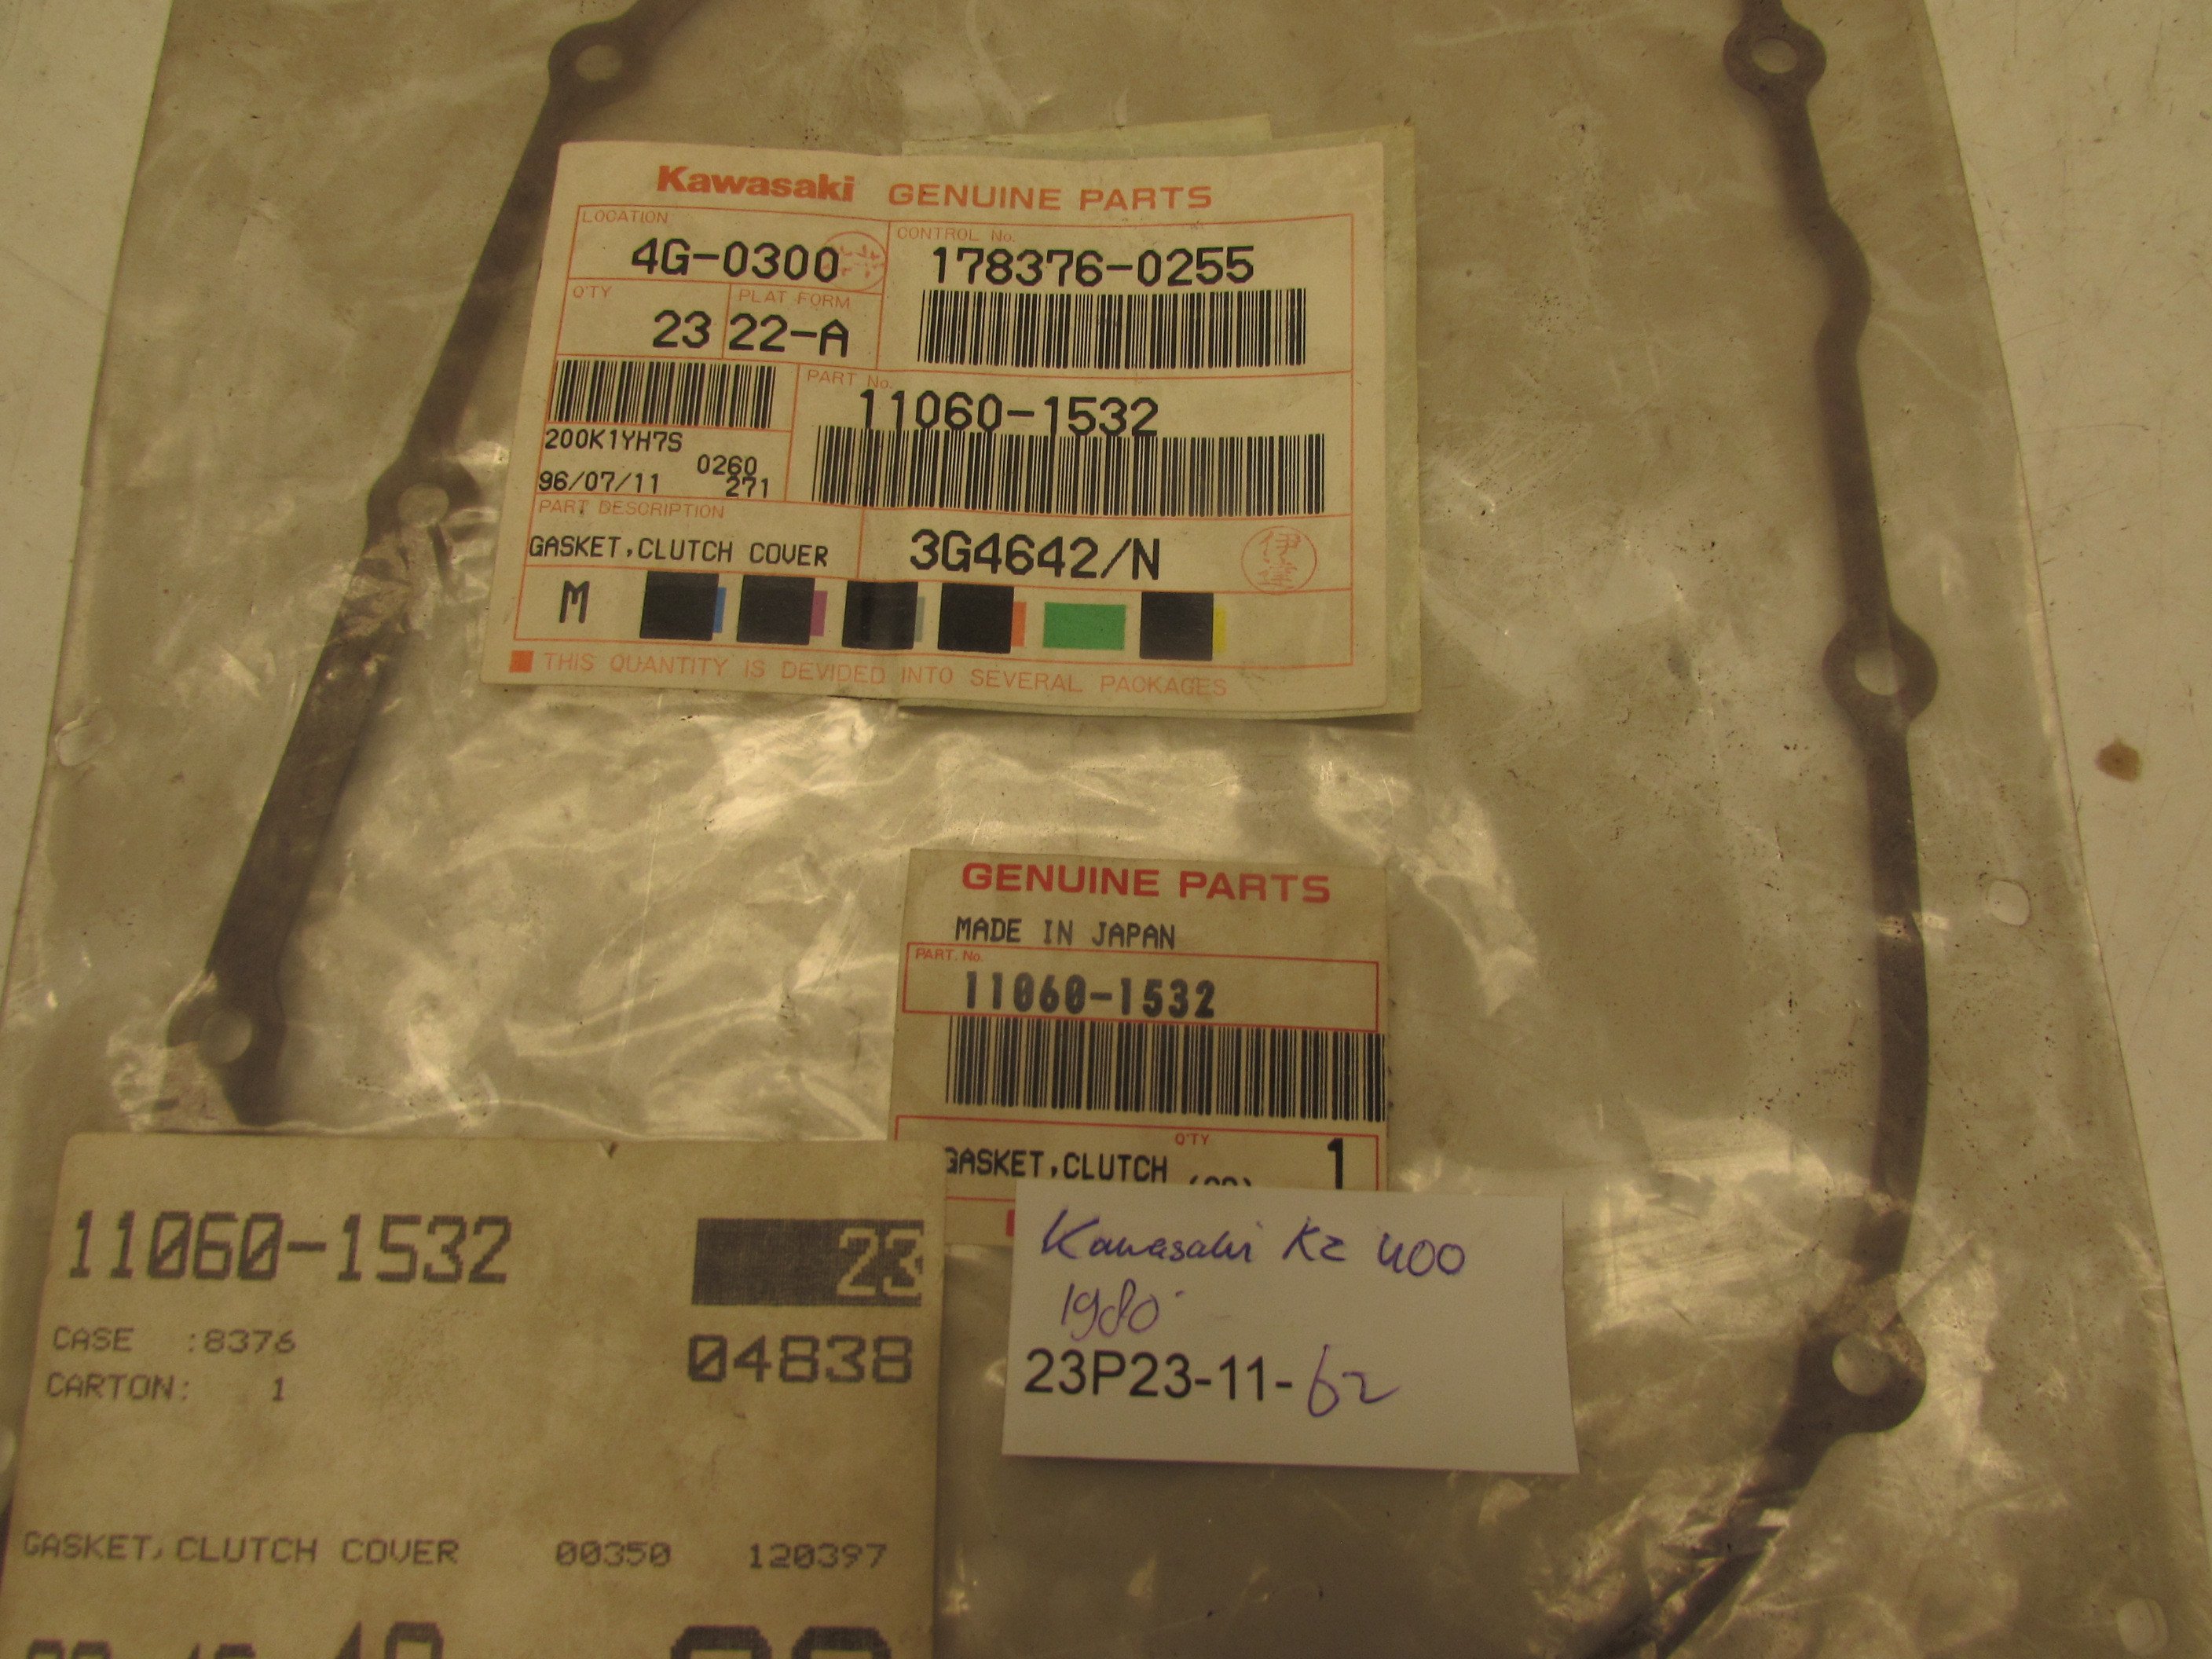 Kawasaki GENUINE PARTS
LOCATION
4G-0300
CONTROL No.
178376-0255
Q'TY
23
PLAT FORM
22-A
PART No.
11060-1532
200K1YH7S
0260
96/07/11 271
PART DESCRIPTION
GASKET,CLUTCH COVER
3G4642/N
伊達
M
THIS QUANTITY IS DEVIDED INTO SEVERAL PACKAGES
GENUINE PARTS
MADE IN JAPAN
PART. No.
11060-1532
Q'TY
GASKET,CLUTCH 1
11060-1532 23
CASE :8376 04838
CARTON: 1
GASKET, CLUTCH COVER 00350 120397
Kawasaki Kz 400
1980
23P23-11-62